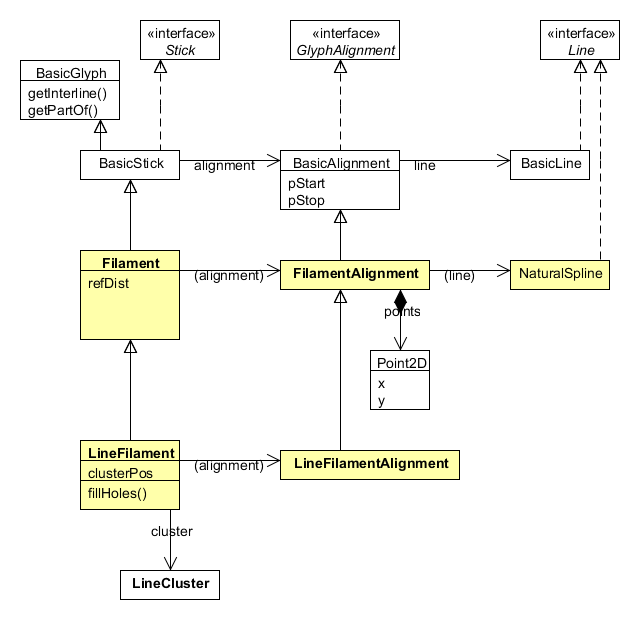 «interface»
Stick
«interface»
GlyphAlignment
«interface»
Line
BasicGlyph
getInterline()
getPartOf()
BasicStick
alignment
BasicAlignment
pStart
pStop
line
BasicLine
Filament
refDist
(alignment)
FilamentAlignment
(line)
NaturalSpline
points
Point2D
x
y
LineFilament
clusterPos
fillHoles()
(alignment)
LineFilamentAlignment
cluster
LineCluster